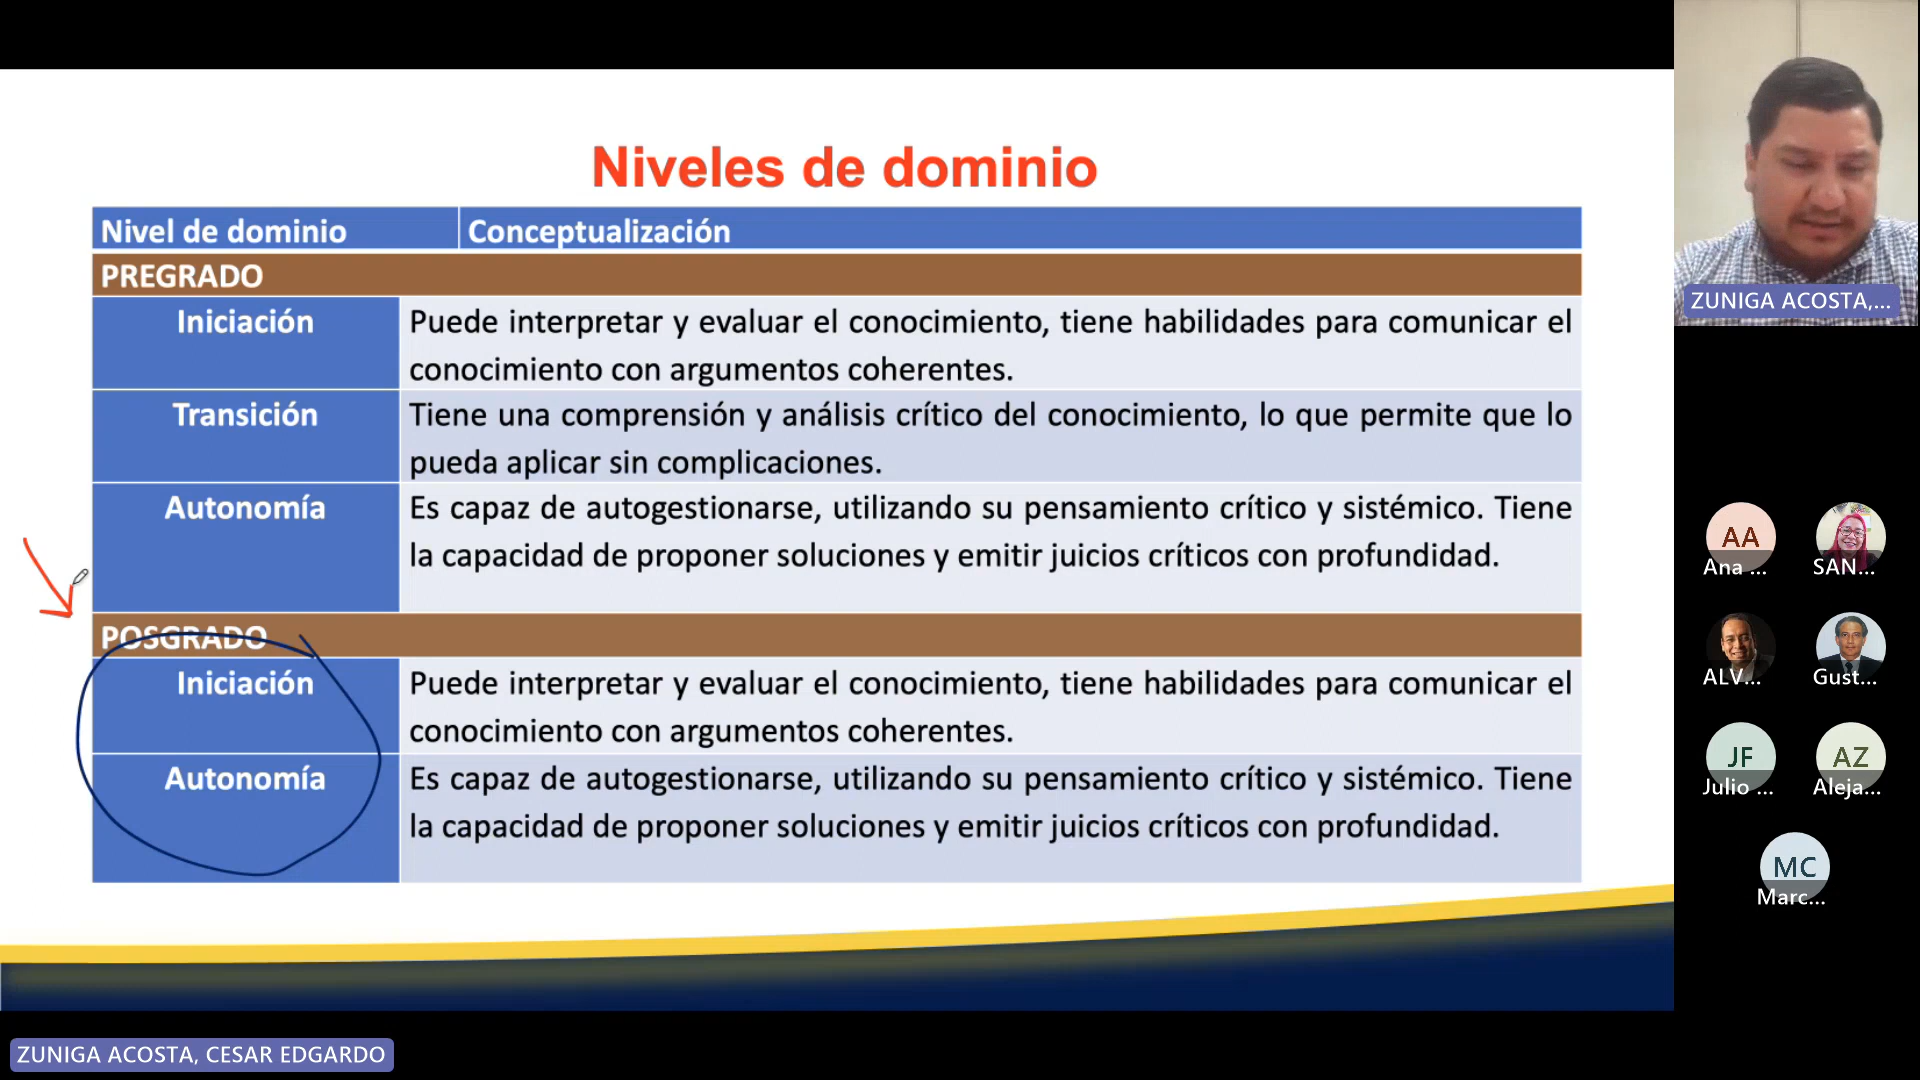 Niveles de dominio
Nivel de dominio Conceptualización
PREGRADO
Iniciación Puede interpretar y evaluar el conocimiento, tiene habilidades para comunicar el
conocimiento con argumentos coherentes.
Transición Tiene una comprensión y análisis crítico del conocimiento, lo que permite que lo
pueda aplicar sin complicaciones.
Autonomía Es capaz de autogestionarse, utilizando su pensamiento crítico y sistémico. Tiene
la capacidad de proponer soluciones y emitir juicios críticos con profundidad.
POSGRADO
Iniciación Puede interpretar y evaluar el conocimiento, tiene habilidades para comunicar el
conocimiento con argumentos coherentes.
Autonomía Es capaz de autogestionarse, utilizando su pensamiento crítico y sistémico. Tiene
la capacidad de proponer soluciones y emitir juicios críticos con profundidad.
ZUNIGA ACOSTA,...
AA
Ana ...
SAN...
ALV...
Gust...
JF
Julio ...
AZ
Aleja...
MC
Marc...
ZUNIGA ACOSTA, CESAR EDGARDO